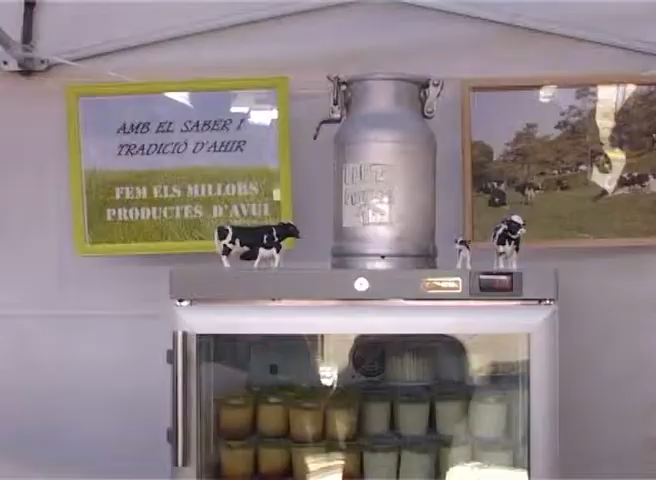 AMB EL SABER I
TRADICIÓ D'AHIR
FEM ELS MILLORS
PRODUCTES D'AVUI